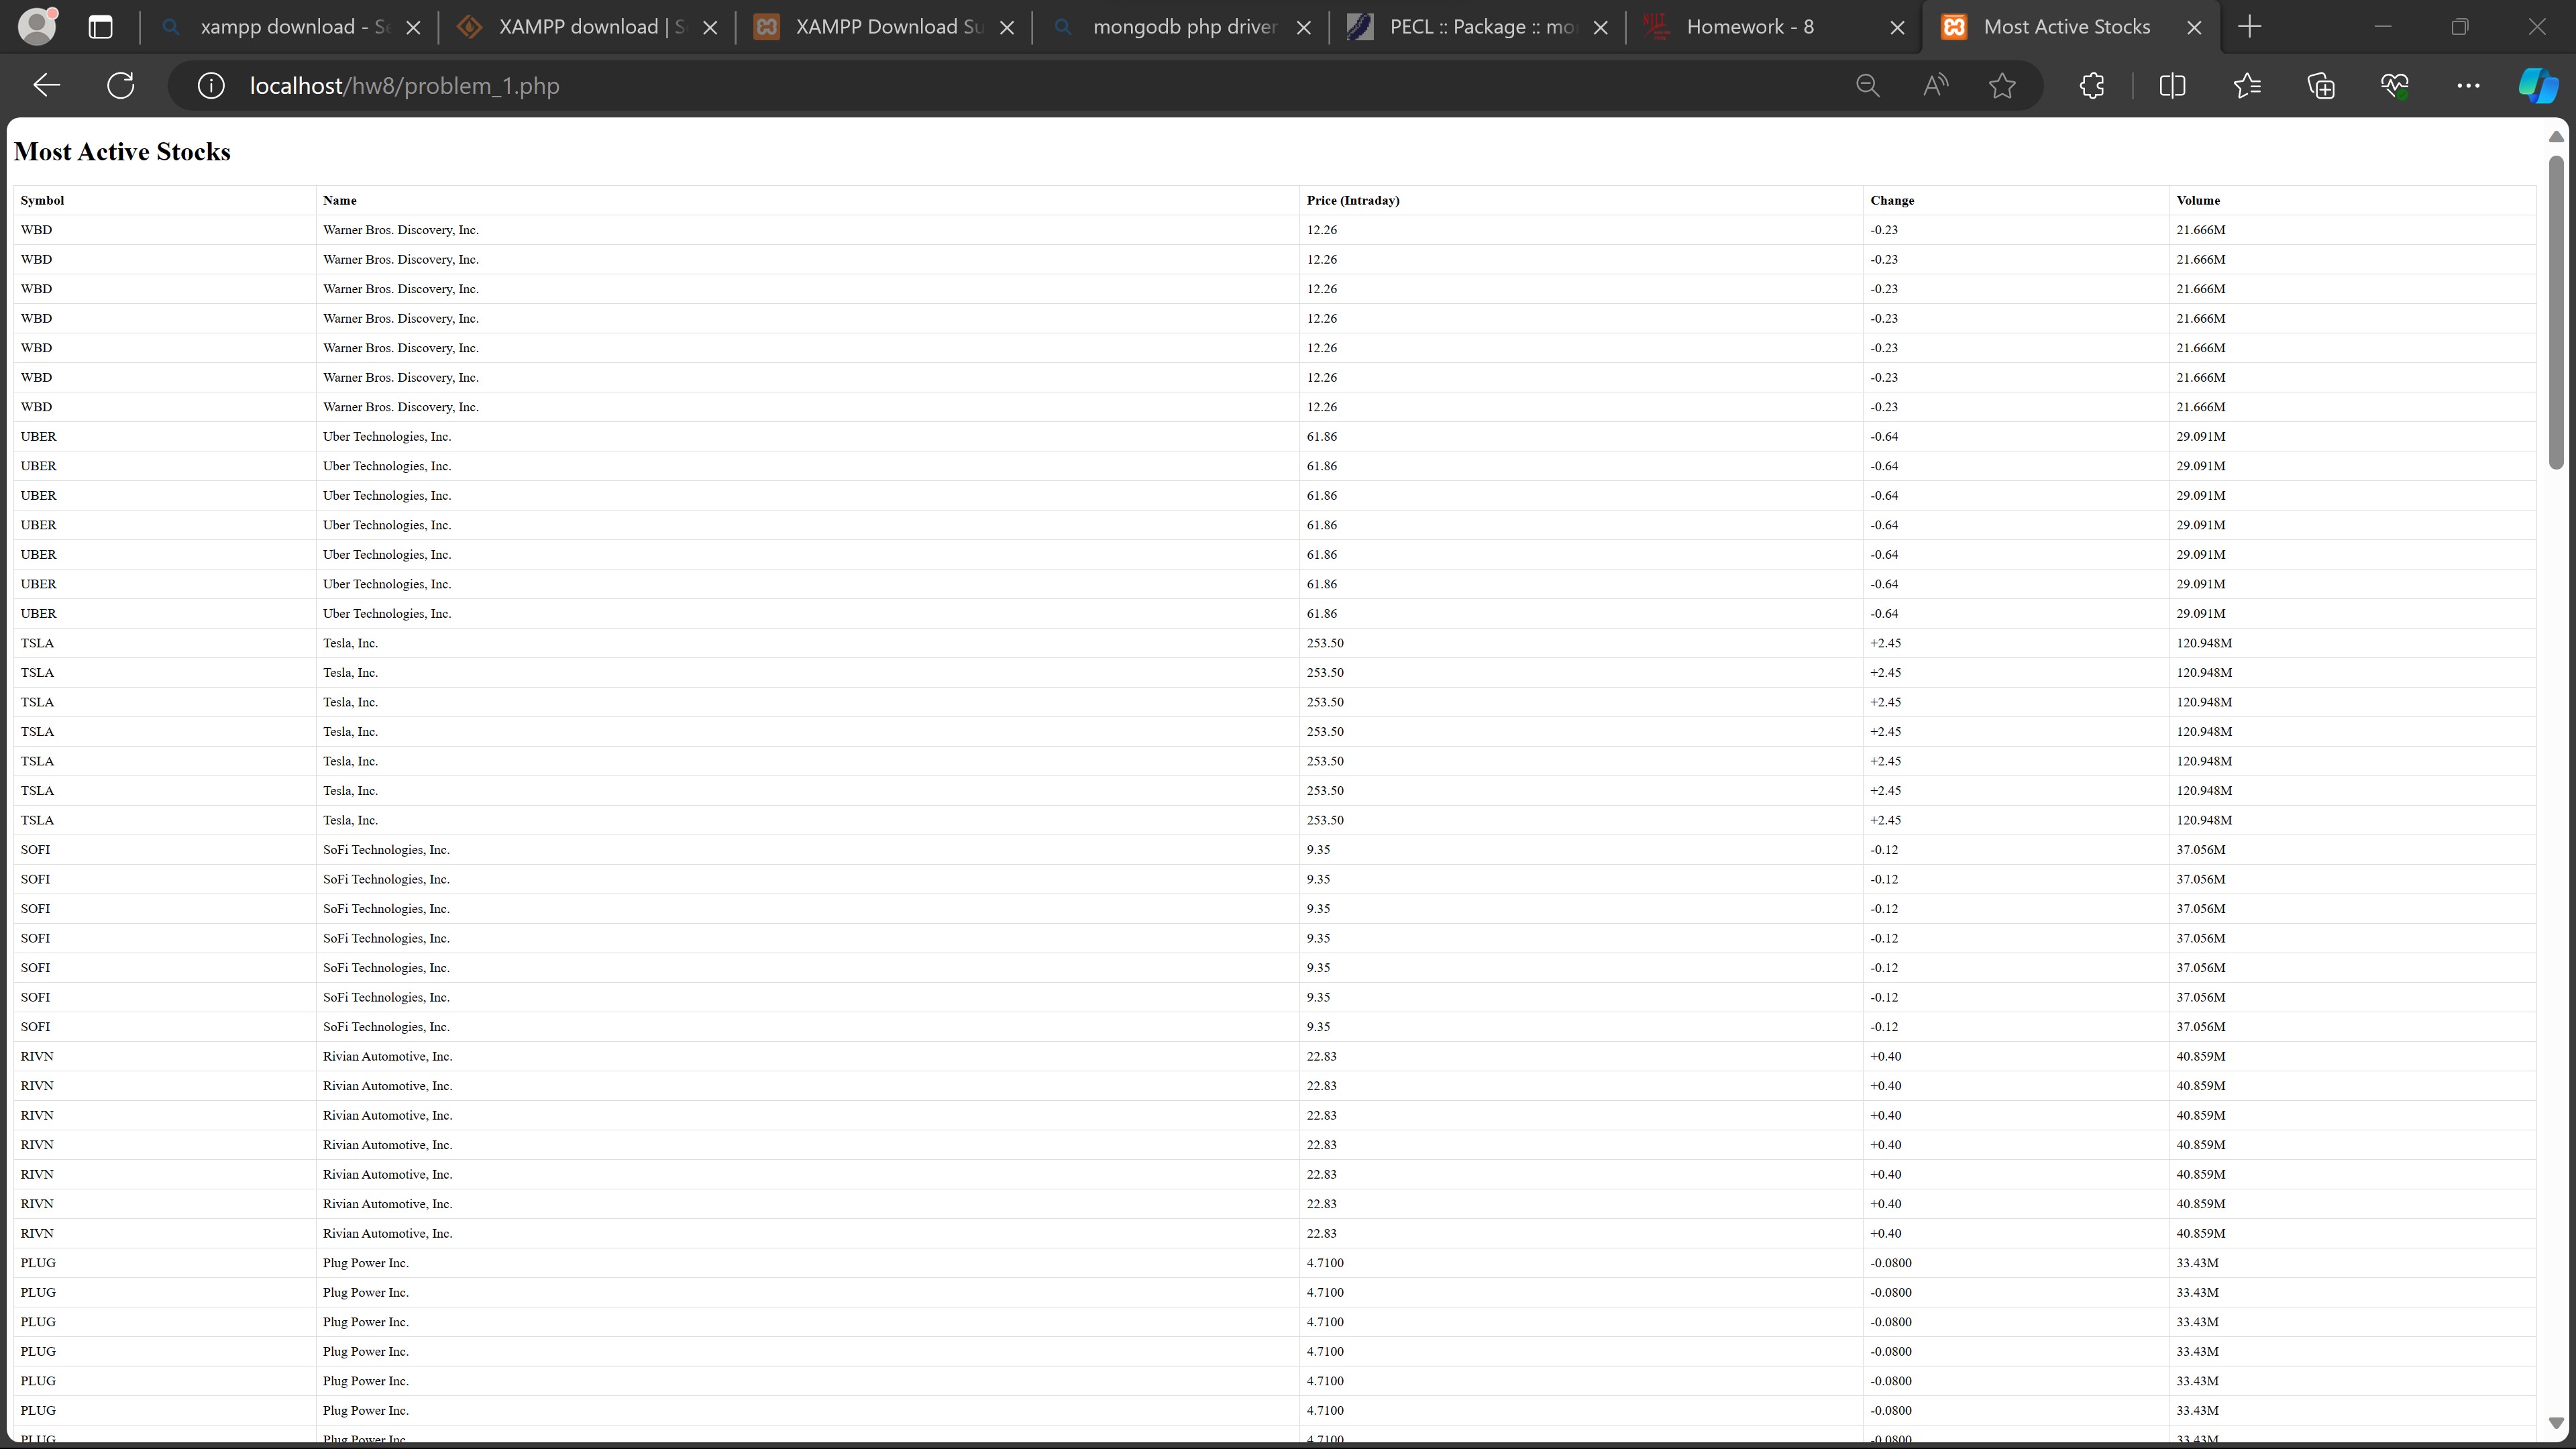 xampp download - Se
XAMPP download | S
XAMPP Download Su
mongodb php driver
PECL :: Package :: mo
Homework - 8
Most Active Stocks
localhost/hw8/problem_1.php
Most Active Stocks
Symbol Name Price (Intraday) Change Volume
WBD Warner Bros. Discovery, Inc. 12.26 -0.23 21.666M
WBD Warner Bros. Discovery, Inc. 12.26 -0.23 21.666M
WBD Warner Bros. Discovery, Inc. 12.26 -0.23 21.666M
WBD Warner Bros. Discovery, Inc. 12.26 -0.23 21.666M
WBD Warner Bros. Discovery, Inc. 12.26 -0.23 21.666M
WBD Warner Bros. Discovery, Inc. 12.26 -0.23 21.666M
WBD Warner Bros. Discovery, Inc. 12.26 -0.23 21.666M
UBER Uber Technologies, Inc. 61.86 -0.64 29.091M
UBER Uber Technologies, Inc. 61.86 -0.64 29.091M
UBER Uber Technologies, Inc. 61.86 -0.64 29.091M
UBER Uber Technologies, Inc. 61.86 -0.64 29.091M
UBER Uber Technologies, Inc. 61.86 -0.64 29.091M
UBER Uber Technologies, Inc. 61.86 -0.64 29.091M
UBER Uber Technologies, Inc. 61.86 -0.64 29.091M
TSLA Tesla, Inc. 253.50 +2.45 120.948M
TSLA Tesla, Inc. 253.50 +2.45 120.948M
TSLA Tesla, Inc. 253.50 +2.45 120.948M
TSLA Tesla, Inc. 253.50 +2.45 120.948M
TSLA Tesla, Inc. 253.50 +2.45 120.948M
TSLA Tesla, Inc. 253.50 +2.45 120.948M
TSLA Tesla, Inc. 253.50 +2.45 120.948M
SOFI SoFi Technologies, Inc. 9.35 -0.12 37.056M
SOFI SoFi Technologies, Inc. 9.35 -0.12 37.056M
SOFI SoFi Technologies, Inc. 9.35 -0.12 37.056M
SOFI SoFi Technologies, Inc. 9.35 -0.12 37.056M
SOFI SoFi Technologies, Inc. 9.35 -0.12 37.056M
SOFI SoFi Technologies, Inc. 9.35 -0.12 37.056M
SOFI SoFi Technologies, Inc. 9.35 -0.12 37.056M
RIVN Rivian Automotive, Inc. 22.83 +0.40 40.859M
RIVN Rivian Automotive, Inc. 22.83 +0.40 40.859M
RIVN Rivian Automotive, Inc. 22.83 +0.40 40.859M
RIVN Rivian Automotive, Inc. 22.83 +0.40 40.859M
RIVN Rivian Automotive, Inc. 22.83 +0.40 40.859M
RIVN Rivian Automotive, Inc. 22.83 +0.40 40.859M
RIVN Rivian Automotive, Inc. 22.83 +0.40 40.859M
PLUG Plug Power Inc. 4.7100 -0.0800 33.43M
PLUG Plug Power Inc. 4.7100 -0.0800 33.43M
PLUG Plug Power Inc. 4.7100 -0.0800 33.43M
PLUG Plug Power Inc. 4.7100 -0.0800 33.43M
PLUG Plug Power Inc. 4.7100 -0.0800 33.43M
PLUG Plug Power Inc. 4.7100 -0.0800 33.43M
PLUG Plug Power Inc. 4.7100 -0.0800 33.43M